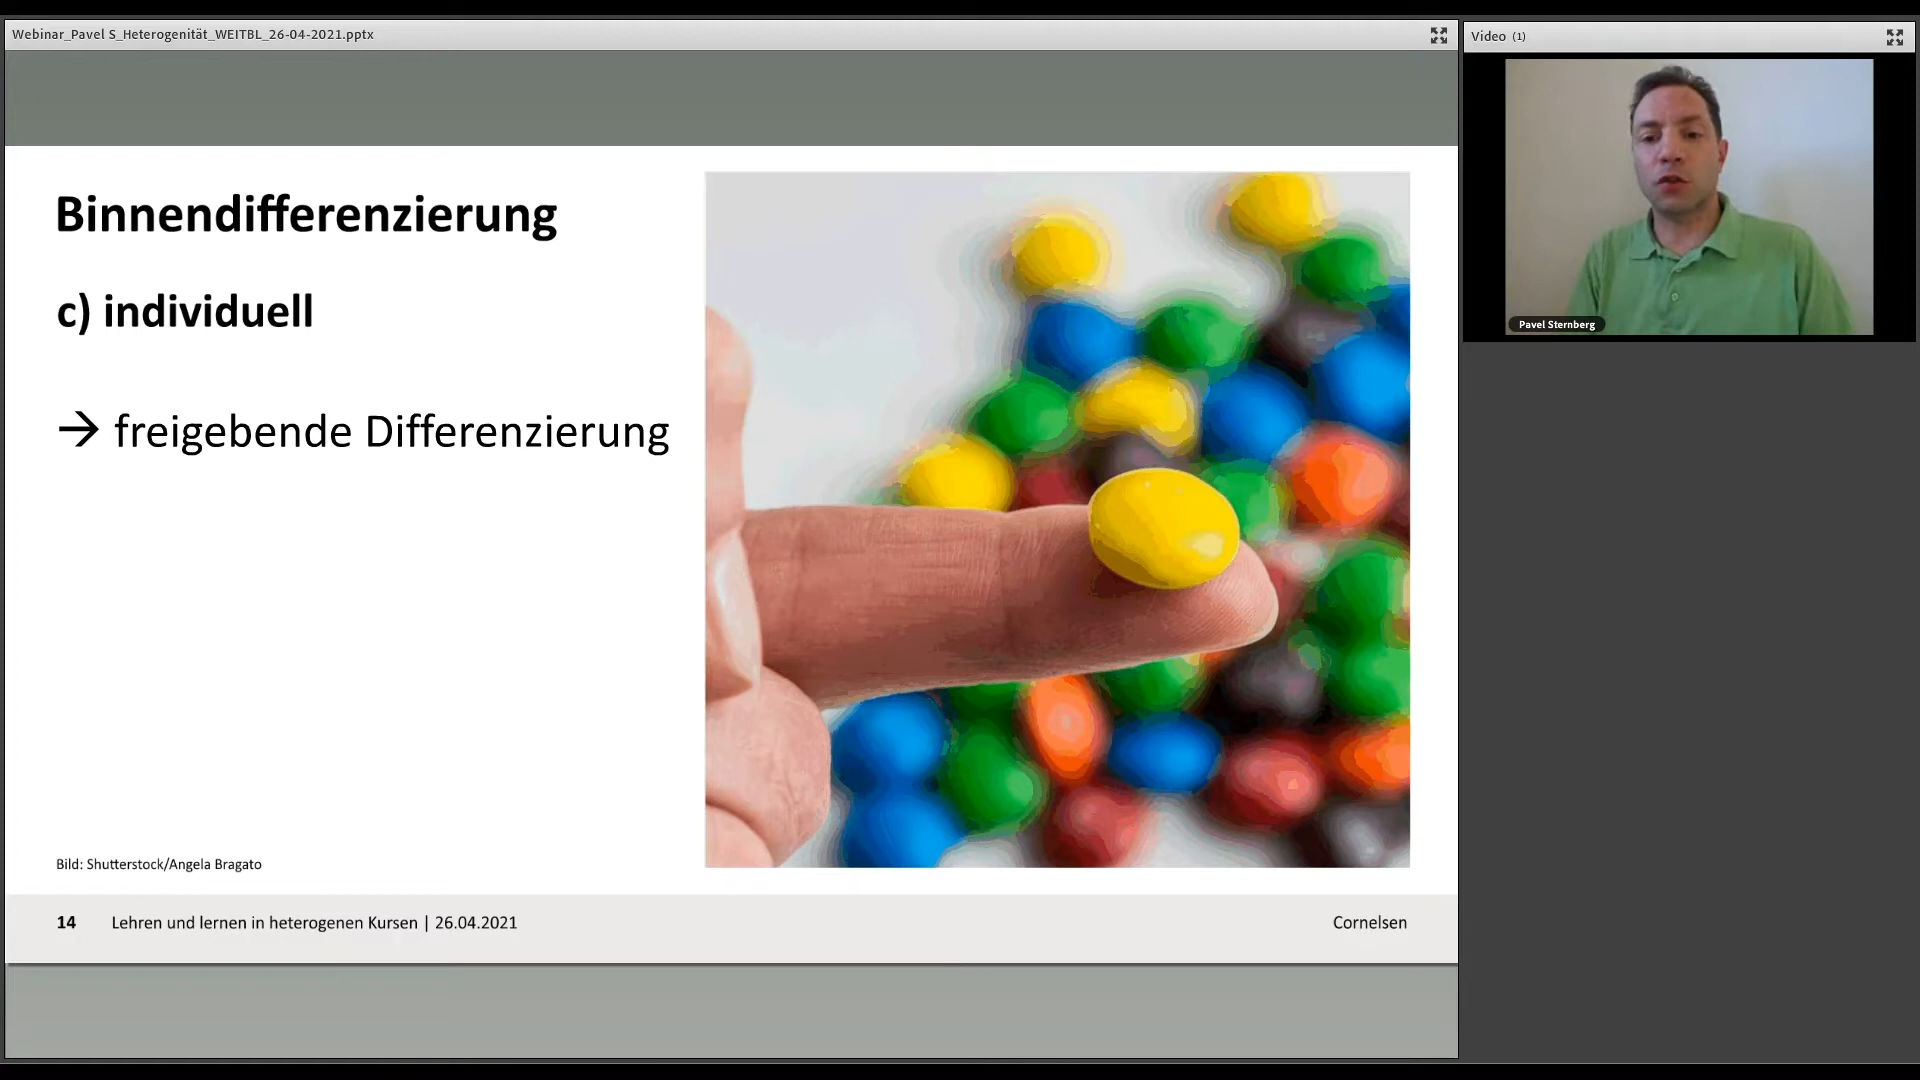 Webinar_Pavel S_Heterogenität_WEITBL_26-04-2021.pptx
Video (1)
Binnendifferenzierung
c) individuell
→ freigebende Differenzierung
Pavel Sternberg
Bild: Shutterstock/Angela Bragato
14 Lehren und lernen in heterogenen Kursen | 26.04.2021 Cornelsen